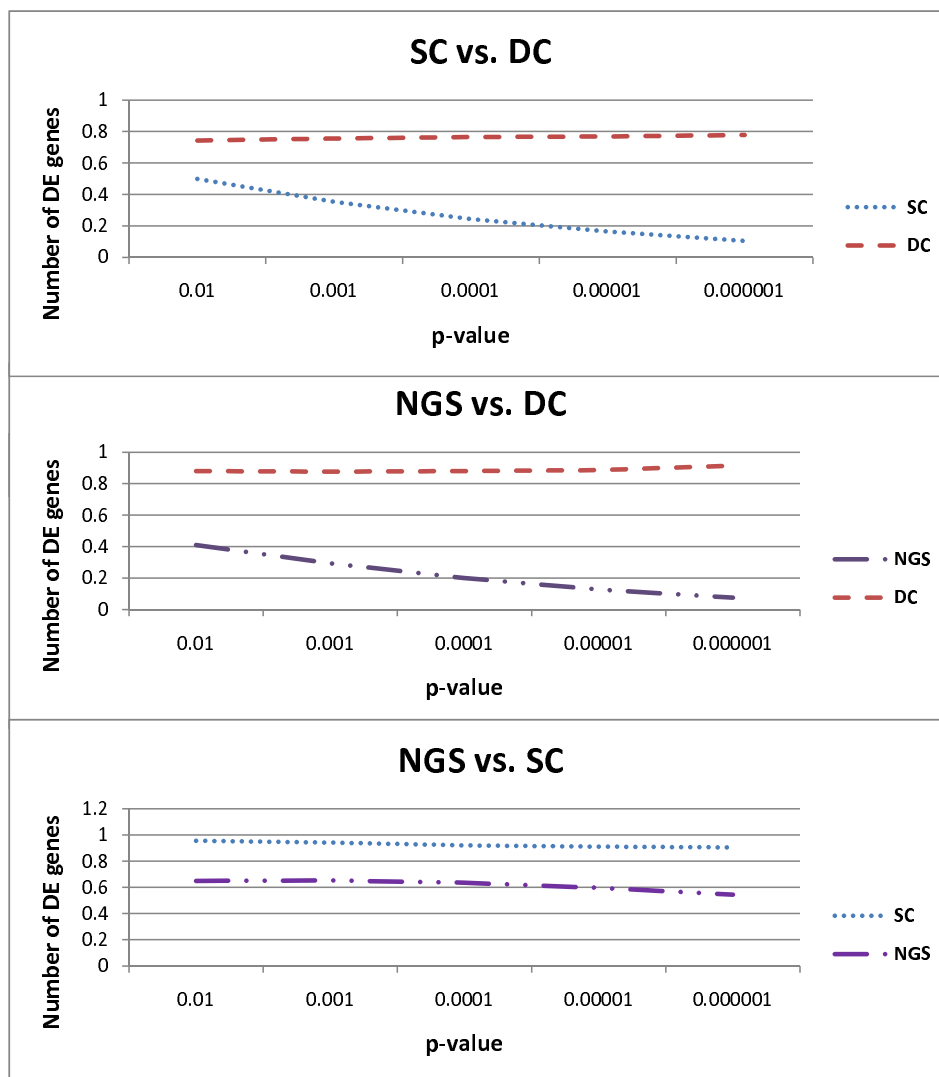 SC vs. DC
Number of DE genes
1
0.8
0.6
0.4
0.2
0
0.01 0.001 0.0001 0.00001 0.000001
p-value
SC
DC
NGS vs. DC
Number of DE genes
1
0.8
0.6
0.4
0.2
0
0.01 0.001 0.0001 0.00001 0.000001
p-value
NGS
DC
NGS vs. SC
Number of DE genes
1.2
1
0.8
0.6
0.4
0.2
0
0.01 0.001 0.0001 0.00001 0.000001
p-value
SC
NGS